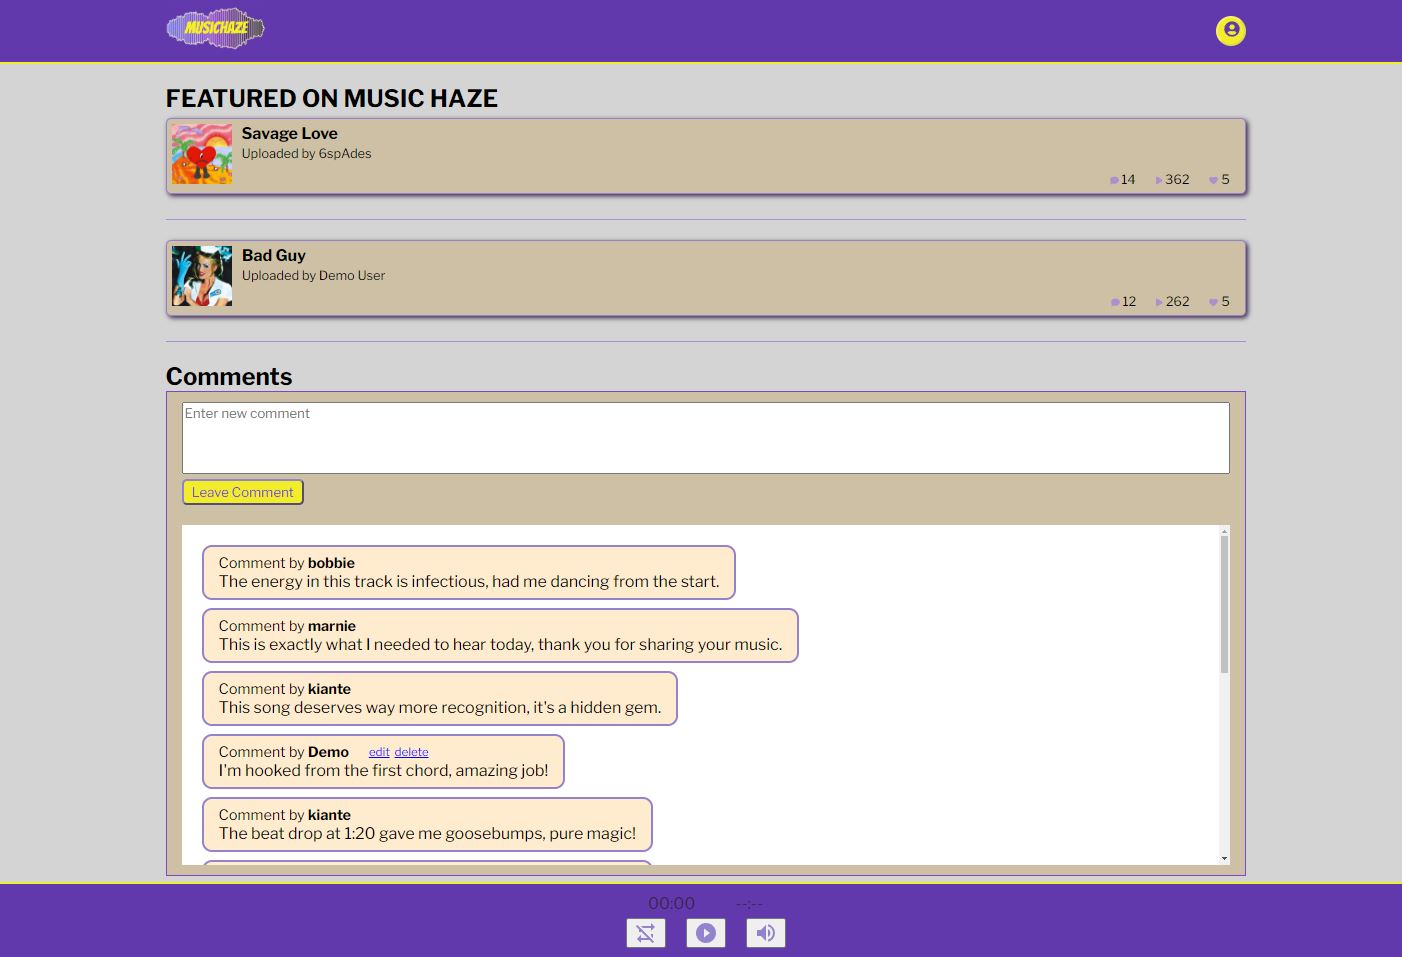 MUSICHAZE
FEATURED ON MUSIC HAZE
Savage Love
Uploaded by 6spAdes
14 362 5
Bad Guy
Uploaded by Demo User
12 262 5
Comments
Enter new comment
Leave Comment
Comment by bobbie
The energy in this track is infectious, had me dancing from the start.
Comment by marnie
This is exactly what I needed to hear today, thank you for sharing your music.
Comment by kiante
This song deserves way more recognition, it's a hidden gem.
Comment by Demo edit delete
I'm hooked from the first chord, amazing job!
Comment by kiante
The beat drop at 1:20 gave me goosebumps, pure magic!
00:00 --:--